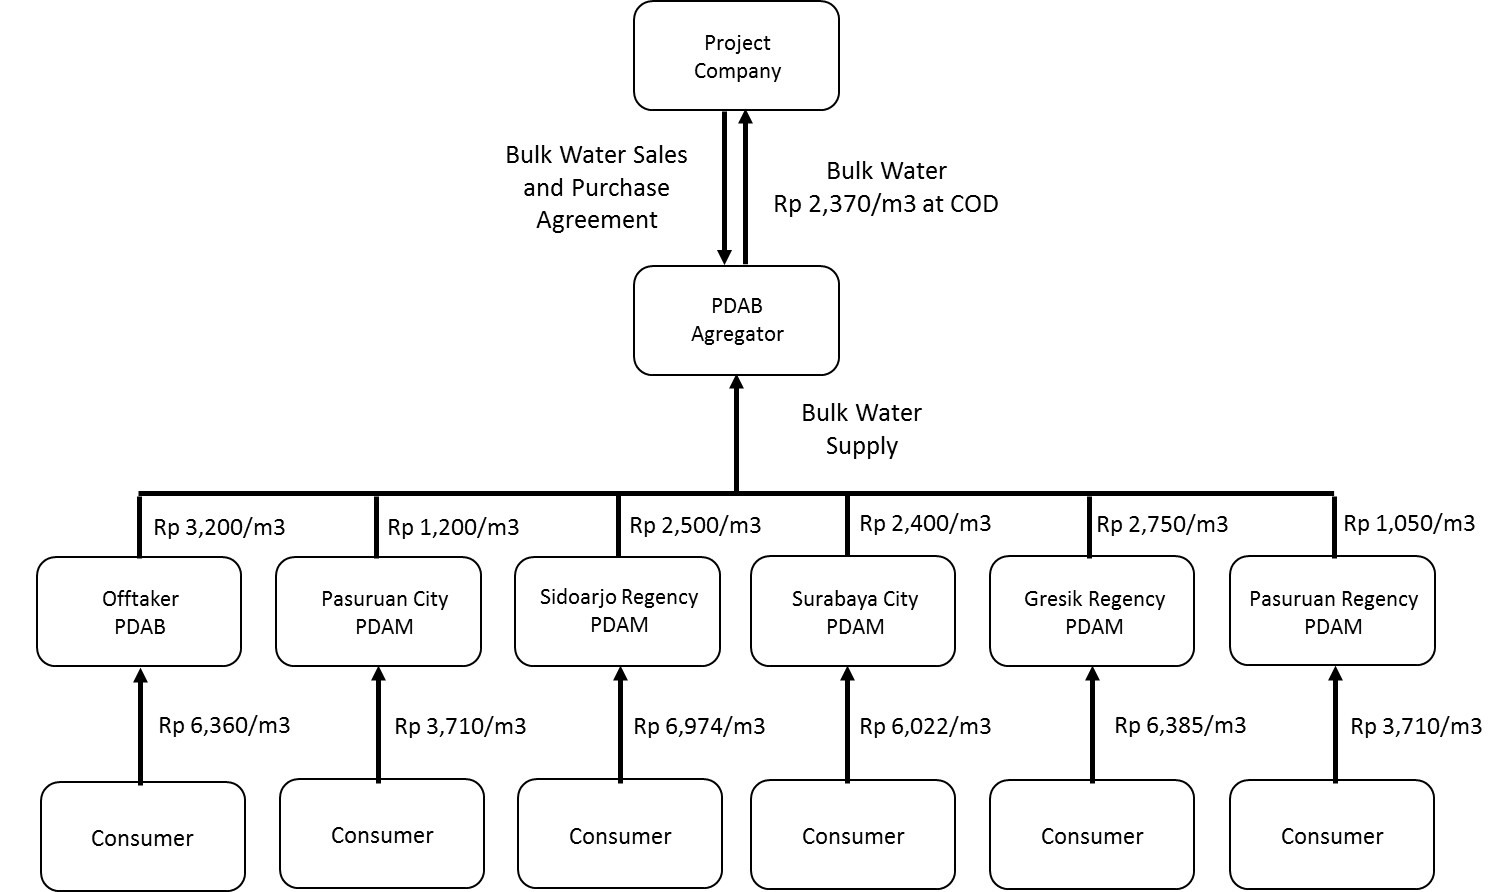 Project
Company
Bulk Water Sales
and Purchase
Agreement
Bulk Water
Rp 2,370/m3 at COD
PDAB
Agregator
Bulk Water
Supply
Rp 3,200/m3
Rp 1,200/m3
Rp 2,500/m3
Rp 2,400/m3
Rp 2,750/m3
Rp 1,050/m3
Offtaker
PDAB
Pasuruan City
PDAM
Sidoarjo Regency
PDAM
Surabaya City
PDAM
Gresik Regency
PDAM
Pasuruan Regency
PDAM
Rp 6,360/m3
Rp 3,710/m3
Rp 6,974/m3
Rp 6,022/m3
Rp 6,385/m3
Rp 3,710/m3
Consumer
Consumer
Consumer
Consumer
Consumer
Consumer